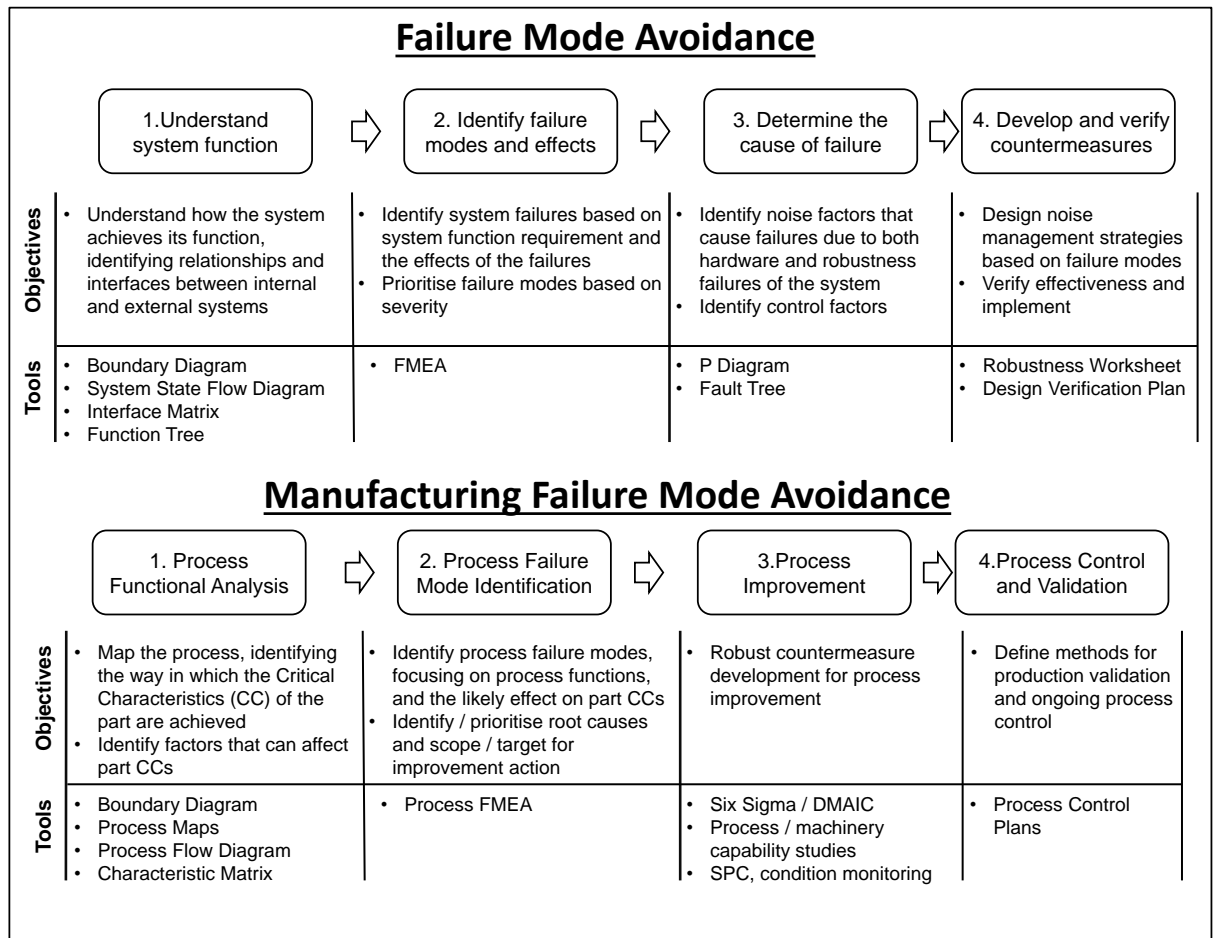 Failure Mode Avoidance
1.Understand
system function
2. Identify failure
modes and effects
3. Determine the
cause of failure
4. Develop and verify
countermeasures
Objectives
• Understand how the system
achieves its function,
identifying relationships and
interfaces between internal
and external systems
• Identify system failures based on
system function requirement and
the effects of the failures
• Prioritise failure modes based on
severity
• Identify noise factors that
cause failures due to both
hardware and robustness
failures of the system
• Identify control factors
• Design noise
management strategies
based on failure modes
• Verify effectiveness and
implement
Tools
• Boundary Diagram
• System State Flow Diagram
• Interface Matrix
• Function Tree
• FMEA
• P Diagram
• Fault Tree
• Robustness Worksheet
• Design Verification Plan
Manufacturing Failure Mode Avoidance
1. Process
Functional Analysis
2. Process Failure
Mode Identification
3.Process
Improvement
4.Process Control
and Validation
Objectives
• Map the process, identifying
the way in which the Critical
Characteristics (CC) of the
part are achieved
• Identify factors that can affect
part CCs
• Identify process failure modes,
focusing on process functions,
and the likely effect on part CCs
• Identify / prioritise root causes
and scope / target for
improvement action
• Robust countermeasure
development for process
improvement
• Define methods for
production validation
and ongoing process
control
Tools
• Boundary Diagram
• Process Maps
• Process Flow Diagram
• Characteristic Matrix
• Process FMEA
• Six Sigma / DMAIC
• Process / machinery
capability studies
• SPC, condition monitoring
• Process Control
Plans